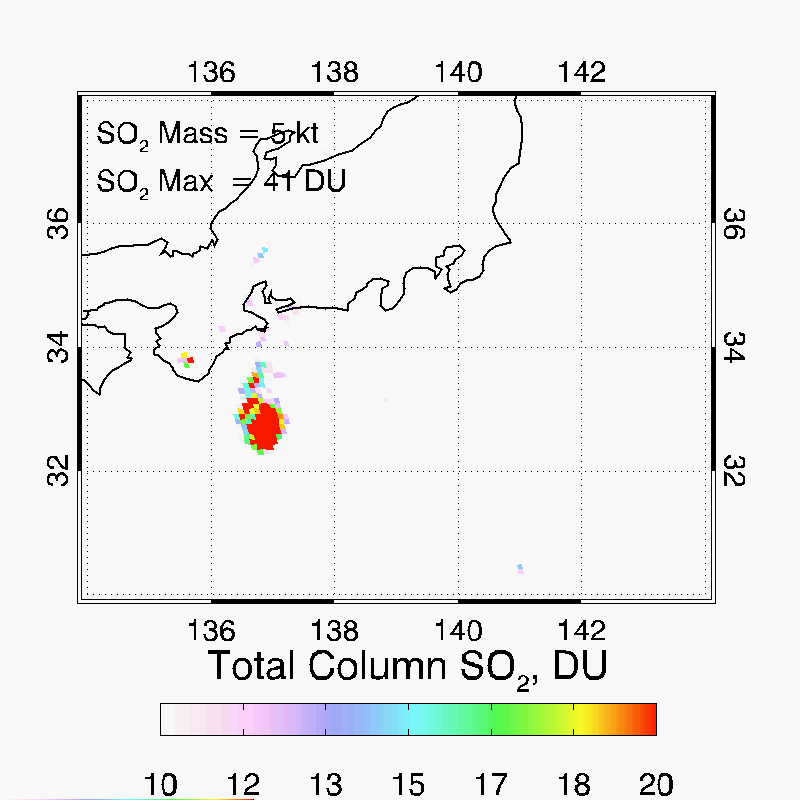 136 138 140 142
SO2 Mass = 5 kt
SO2 Max = 41 DU
36 36
34 34
32 32
136 138 140 142
Total Column SO2, DU
10 12 13 15 17 18 20